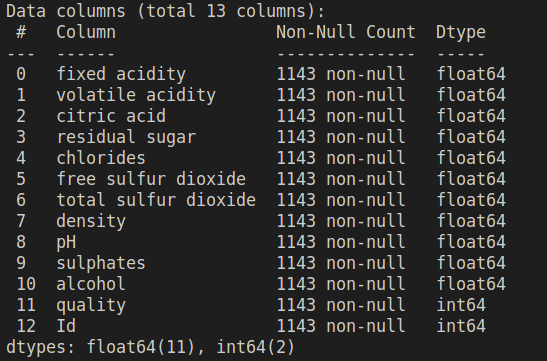 Data columns (total 13 columns):
 #   Column                Non-Null Count  Dtype
---  ------                --------------  -----
 0   fixed acidity         1143 non-null   float64
 1   volatile acidity      1143 non-null   float64
 2   citric acid           1143 non-null   float64
 3   residual sugar        1143 non-null   float64
 4   chlorides             1143 non-null   float64
 5   free sulfur dioxide   1143 non-null   float64
 6   total sulfur dioxide  1143 non-null   float64
 7   density               1143 non-null   float64
 8   pH                    1143 non-null   float64
 9   sulphates             1143 non-null   float64
 10  alcohol               1143 non-null   float64
 11  quality               1143 non-null   int64
 12  Id                    1143 non-null   int64
dtypes: float64(11), int64(2)